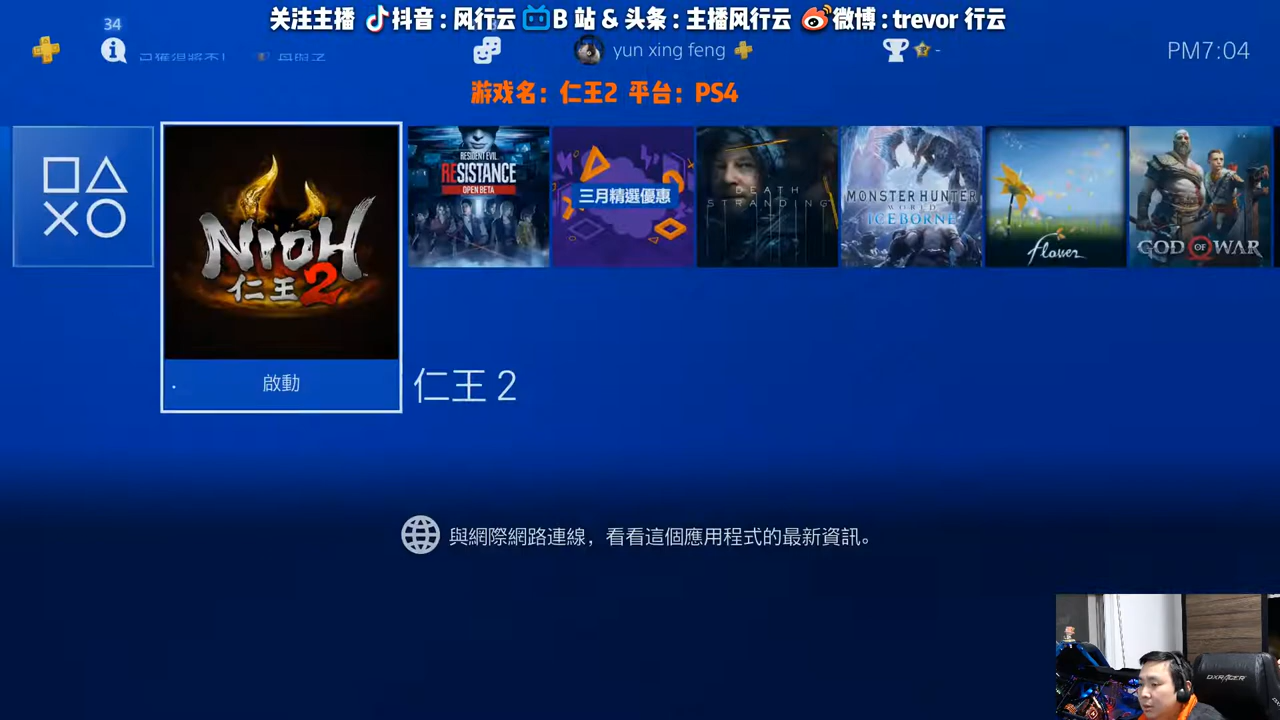 关注主播 抖音：风行云 B 站 & 头条：主播风行云 微博：trevor 行云
34
yun xing feng
-
PM7:04
游戏名：仁王2 平台：PS4
NIOH
仁王2
啟動
仁王 2
RESIDENT EVIL
RESISTANCE
OPEN BETA
三月精選優惠
DEATH
STRANDING
MONSTER HUNTER
WORLD
ICEBORNE
flower
GOD OF WAR
與網際網路連線，看看這個應用程式的最新資訊。
DXRACER